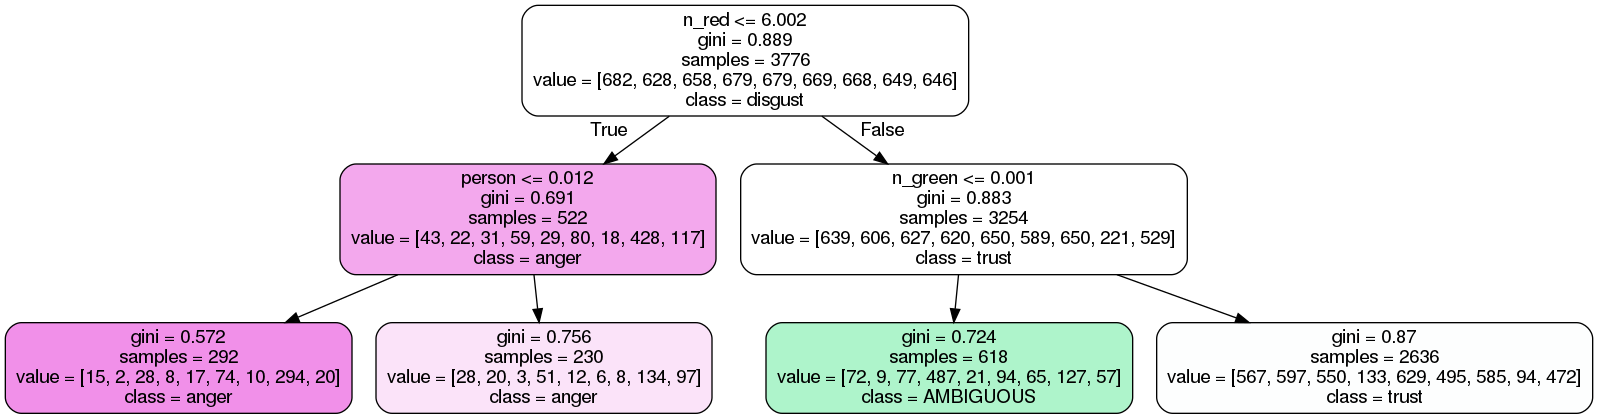 n_red <= 6.002
gini = 0.889
samples = 3776
value = [682, 628, 658, 679, 679, 669, 668, 649, 646]
class = disgust
True
False
person <= 0.012
gini = 0.691
samples = 522
value = [43, 22, 31, 59, 29, 80, 18, 428, 117]
class = anger
n_green <= 0.001
gini = 0.883
samples = 3254
value = [639, 606, 627, 620, 650, 589, 650, 221, 529]
class = trust
gini = 0.572
samples = 292
value = [15, 2, 28, 8, 17, 74, 10, 294, 20]
class = anger
gini = 0.756
samples = 230
value = [28, 20, 3, 51, 12, 6, 8, 134, 97]
class = anger
gini = 0.724
samples = 618
value = [72, 9, 77, 487, 21, 94, 65, 127, 57]
class = AMBIGUOUS
gini = 0.87
samples = 2636
value = [567, 597, 550, 133, 629, 495, 585, 94, 472]
class = trust